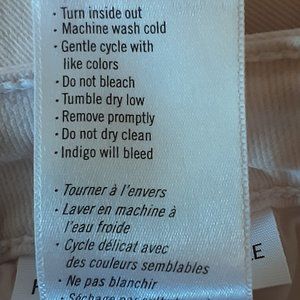 • Turn inside out
• Machine wash cold
• Gentle cycle with
like colors
• Do not bleach
• Tumble dry low
• Remove promptly
• Do not dry clean
• Indigo will bleed
• Tourner à l'envers
• Laver en machine à
l'eau froide
• Cycle délicat avec
des couleurs semblables
• Ne pas blanchir
• Séchage par